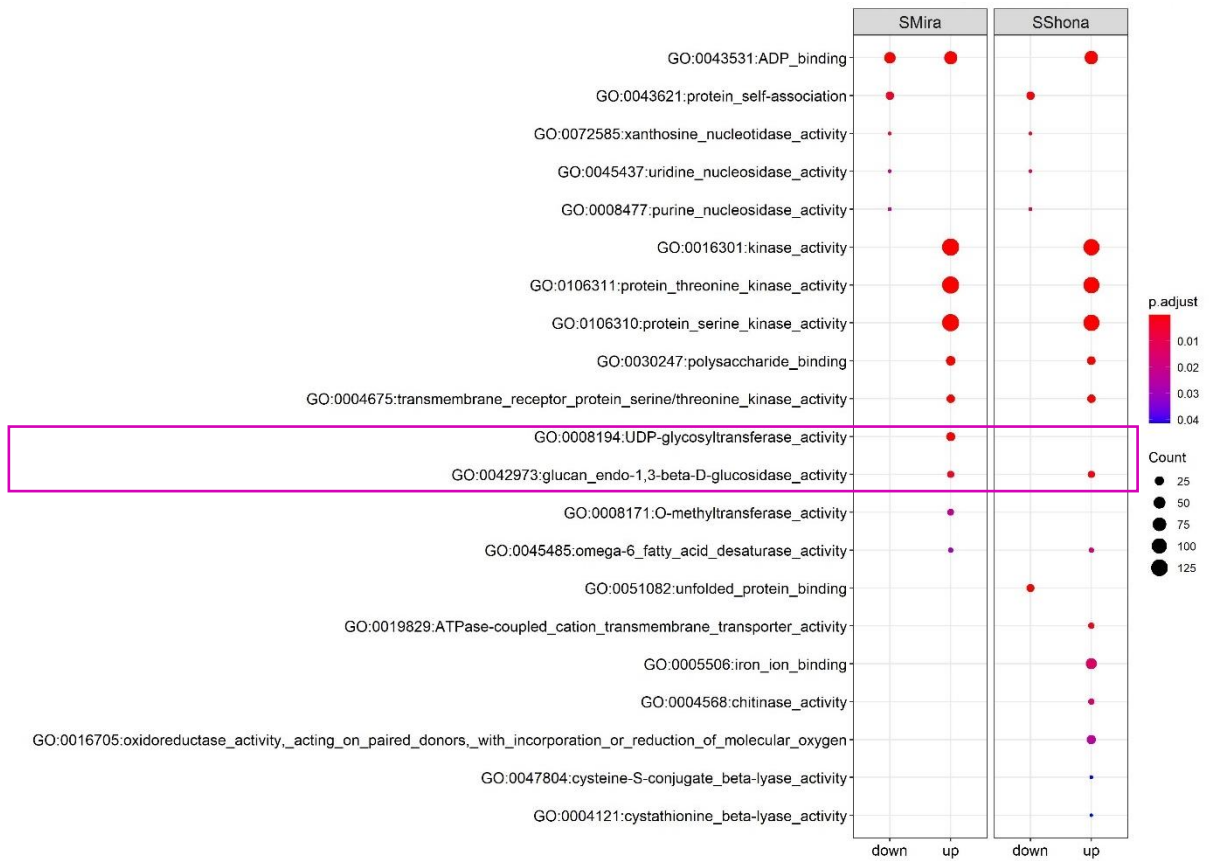 SMira SShona
GO:0043531:ADP_binding
GO:0043621:protein_self-association
GO:0072585:xanthosine_nucleotidase_activity
GO:0045437:uridine_nucleosidase_activity
GO:0008477:purine_nucleosidase_activity
GO:0016301:kinase_activity
GO:0106311:protein_threonine_kinase_activity
GO:0106310:protein_serine_kinase_activity
GO:0030247:polysaccharide_binding
GO:0004675:transmembrane_receptor_protein_serine/threonine_kinase_activity
GO:0008194:UDP-glycosyltransferase_activity
GO:0042973:glucan_endo-1,3-beta-D-glucosidase_activity
GO:0008171:O-methyltransferase_activity
GO:0045485:omega-6_fatty_acid_desaturase_activity
GO:0051082:unfolded_protein_binding
GO:0019829:ATPase-coupled_cation_transmembrane_transporter_activity
GO:0005506:iron_ion_binding
GO:0004568:chitinase_activity
GO:0016705:oxidoreductase_activity,_acting_on_paired_donors,_with_incorporation_or_reduction_of_molecular_oxygen
GO:0047804:cysteine-S-conjugate_beta-lyase_activity
GO:0004121:cystathionine_beta-lyase_activity
down up down up
p.adjust
0.01
0.02
0.03
0.04
Count
25
50
75
100
125